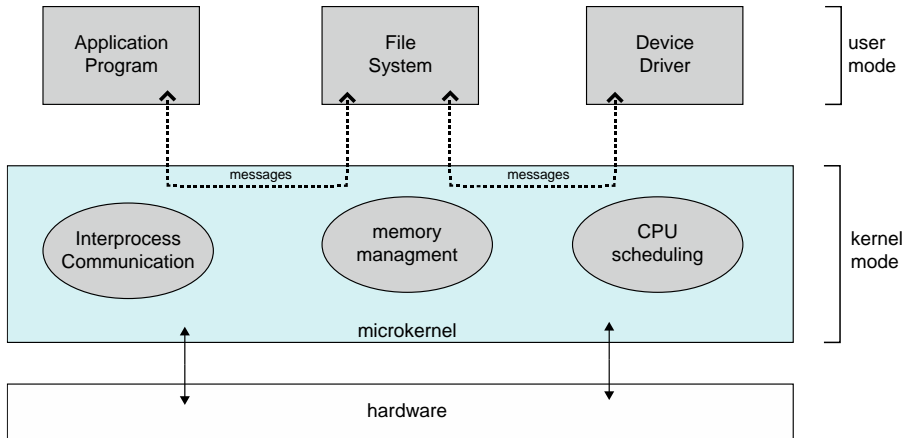 Application
Program
File
System
Device
Driver
user
mode
messages
messages
Interprocess
Communication
memory
managment
CPU
scheduling
kernel
mode
microkernel
hardware